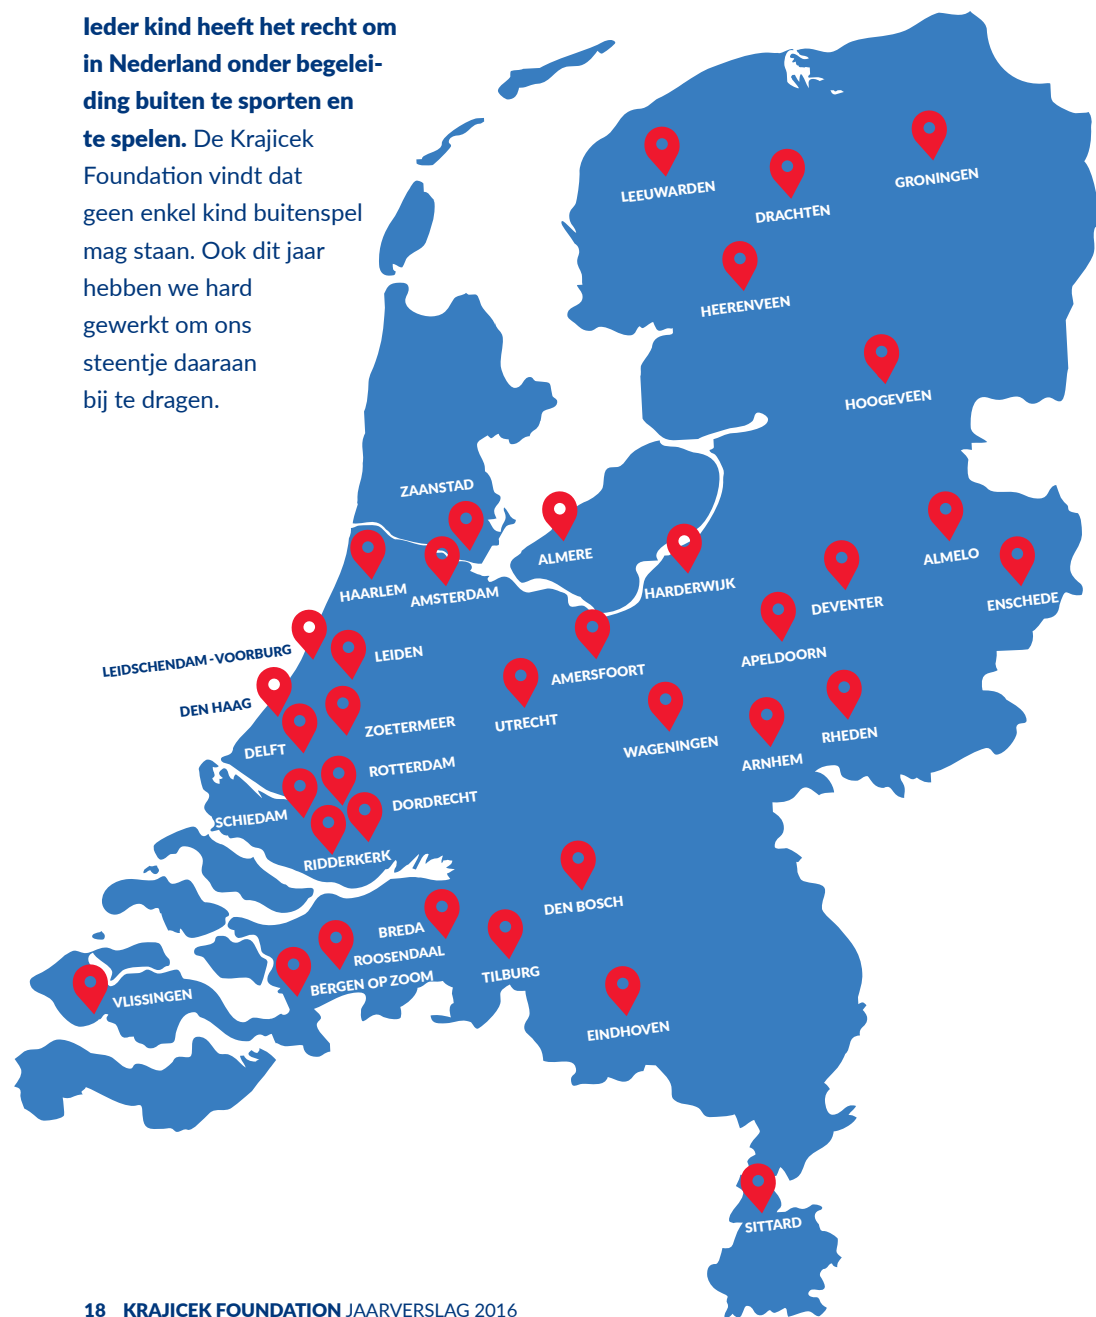 Ieder kind heeft het recht om
in Nederland onder begelei-
ding buiten te sporten en
te spelen. De Krajicek
Foundation vindt dat
geen enkel kind buitenspel
mag staan. Ook dit jaar
hebben we hard
gewerkt om ons
steentje daaraan
bij te dragen.
LEEUWARDEN
DRACHTEN
GRONINGEN
HEERENVEEN
HOOGEVEEN
ZAANSTAD
ALMERE
HARDERWIJK
ALMELO
ENSCHEDE
HAARLEM
AMSTERDAM
DEVENTER
LEIDSCHENDAM-VOORBURG
LEIDEN
AMERSFOORT
APELDOORN
DEN HAAG
ZOETERMEER
UTRECHT
WAGENINGEN
ARNHEM
RHEDEN
DELFT
ROTTERDAM
DORDRECHT
SCHIEDAM
RIDDERKERK
DEN BOSCH
BREDA
ROOSENDAAL
BERGEN OP ZOOM
TILBURG
VLISSINGEN
EINDHOVEN
SITTARD
18 KRAJICEK FOUNDATION JAARVERSLAG 2016